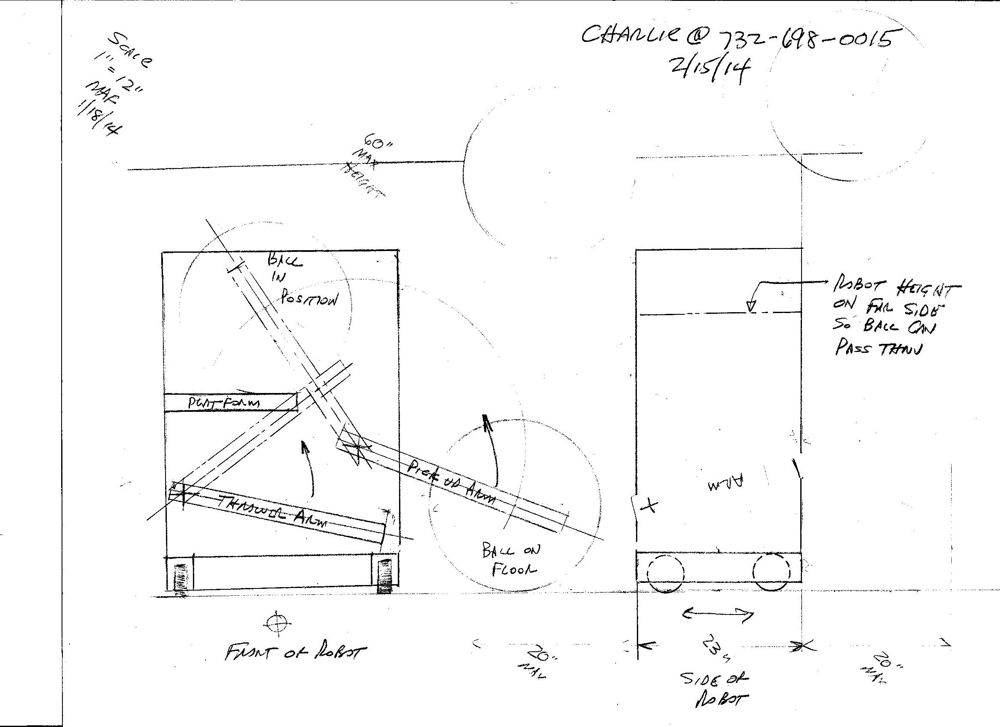 CHARLIE @ 732-698-0015
2/15/14
SCALE
1"=12"
MAR
1/18/14
60"
MAX
HEIGHT
BALL
IN
POSITION
ROBOT HEIGHT
ON FAR SIDE
SO BALL CAN
PASS THRU
PLATFORM
PICK UP ARM
THROWER ARM
ARM
X
BALL ON
FLOOR
FRONT OF ROBOT
20"
MAX
23"
20"
MAX
SIDE OF
ROBOT